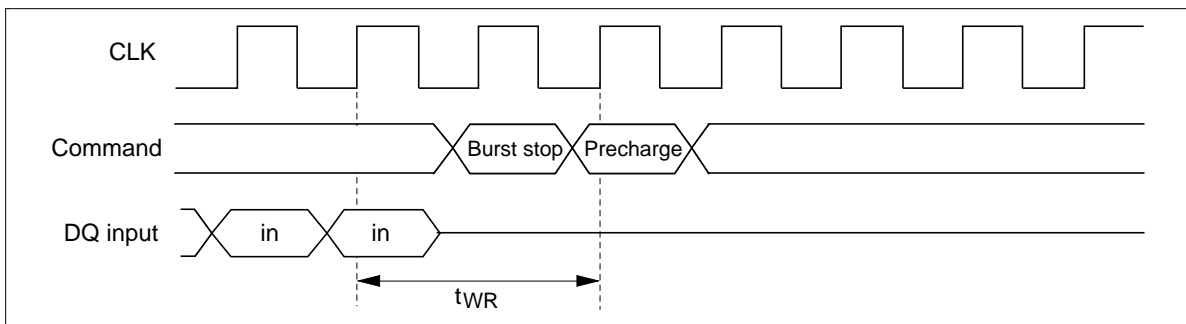 CLK
Command
Burst stop
Precharge
DQ input
in
in
tWR